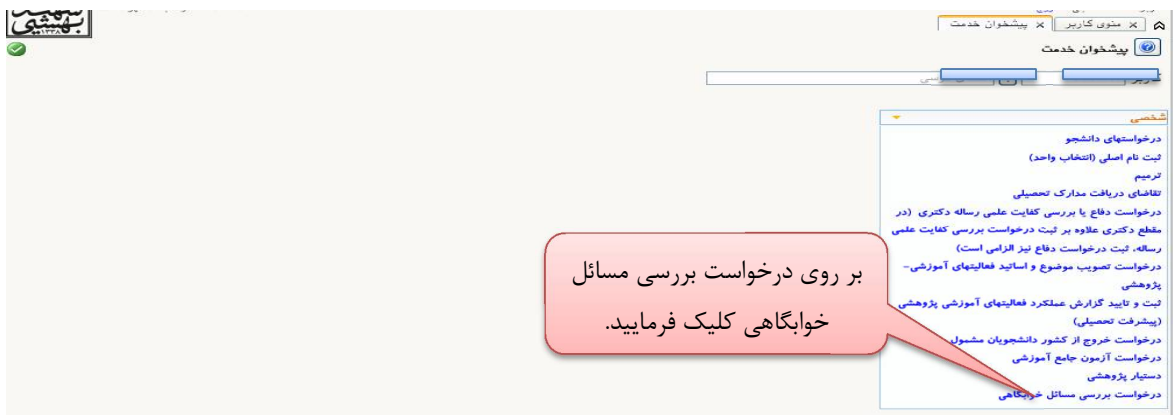 شهید
بهشتی
۱۳۳۸
منوی کاربر
پیشخوان خدمت
پیشخوان خدمت
کاربر
شخصی
درخواستهای دانشجو
ثبت نام اصلی (انتخاب واحد)
ترمیم
تقاضای دریافت مدارک تحصیلی
درخواست دفاع یا بررسی کفایت علمی رساله دکتری (در
مقطع دکتری علاوه بر ثبت درخواست بررسی کفایت علمی
رساله، ثبت درخواست دفاع نیز الزامی است)
درخواست تصویب موضوع و اساتید فعالیتهای آموزشی-
پژوهشی
ثبت و تایید گزارش عملکرد فعالیتهای آموزشی پژوهشی
(پیشرفت تحصیلی)
درخواست خروج از کشور دانشجویان مشمول
درخواست آزمون جامع آموزشی
دستیار پژوهشی
درخواست بررسی مسائل خوابگاهی
بر روی درخواست بررسی مسائل
خوابگاهی کلیک فرمایید.